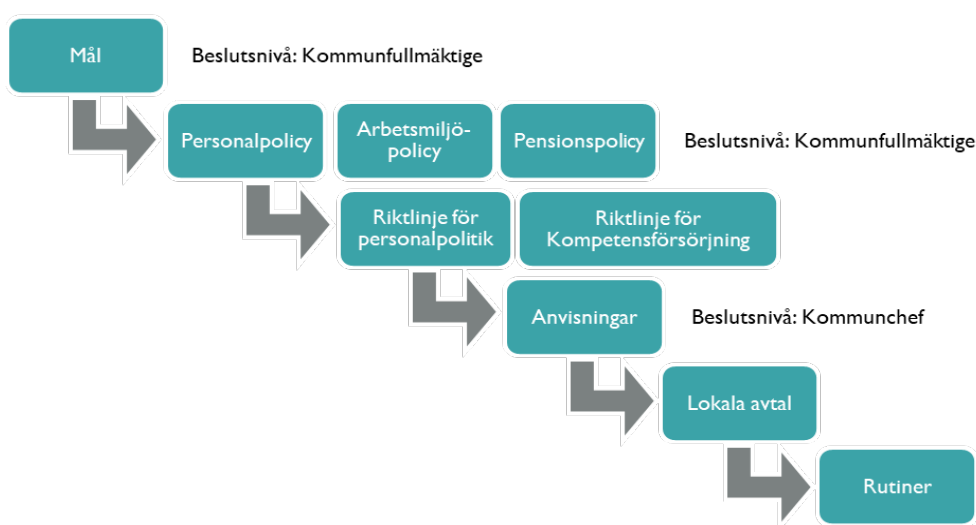 Mål
Beslutsnivå: Kommunfullmäktige
Personalpolicy
Arbetsmiljö-
policy
Pensionspolicy
Beslutsnivå: Kommunfullmäktige
Riktlinje för
personalpolitik
Riktlinje för
Kompetensförsörjning
Anvisningar
Beslutsnivå: Kommunchef
Lokala avtal
Rutiner